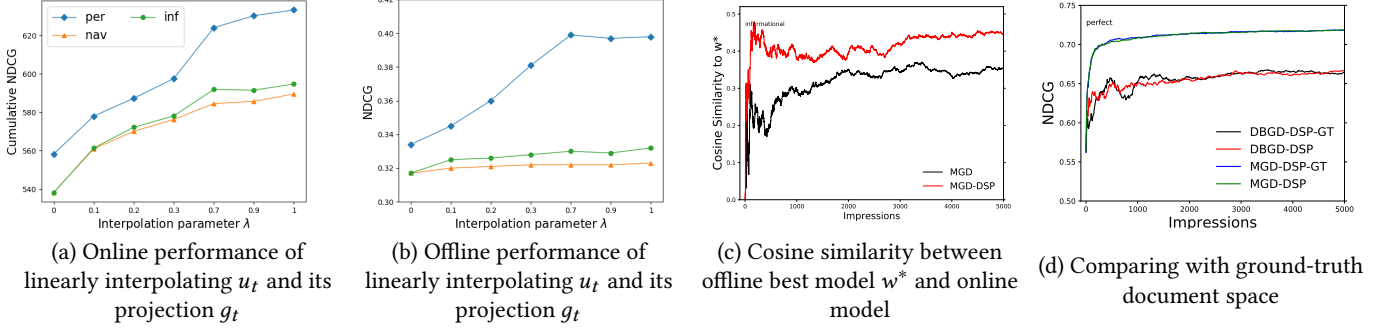 per
nav
inf
620
600
580
560
540
Cumulative NDCG
0 0.1 0.2 0.3 0.7 0.9 1
Interpolation parameter λ
(a) Online performance of
linearly interpolating u_t and its
projection g_t
0.40
0.38
0.36
0.34
0.32
0.30
NDCG
0 0.1 0.2 0.3 0.7 0.9 1
Interpolation parameter λ
(b) Offline performance of
linearly interpolating u_t and its
projection g_t
informational
0.5
0.4
0.3
0.2
0.1
0.0
Cosine Similarity to w*
MGD
MGD-DSP
0 1000 2000 3000 4000 5000
Impressions
(c) Cosine similarity between
offline best model w* and online
model
perfect
0.75
0.70
0.65
0.60
0.55
0.50
NDCG
DBGD-DSP-GT
DBGD-DSP
MGD-DSP-GT
MGD-DSP
0 1000 2000 3000 4000 5000
Impressions
(d) Comparing with ground-truth
document space